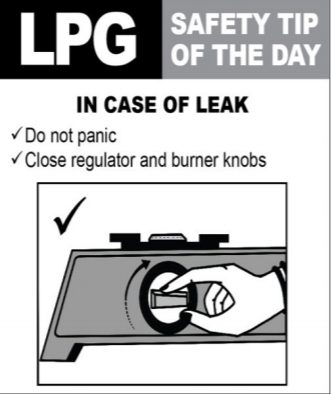 LPG
SAFETY TIP
OF THE DAY
IN CASE OF LEAK
✓ Do not panic
✓ Close regulator and burner knobs